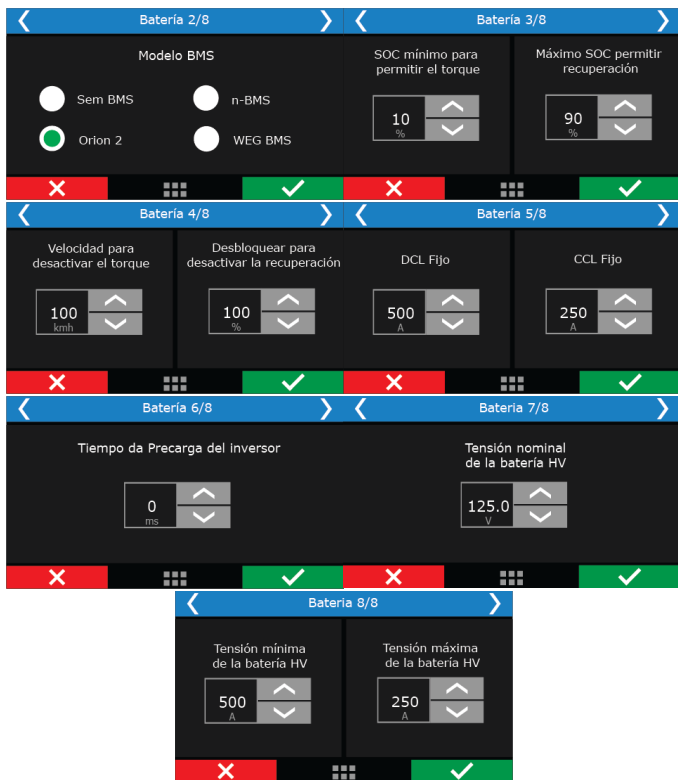 Batería 2/8
Modelo BMS
Sem BMS
n-BMS
Orion 2
WEG BMS
Batería 3/8
SOC mínimo para
permitir el torque
10
%
Máximo SOC permitir
recuperación
90
%
Batería 4/8
Velocidad para
desactivar el torque
100
kmh
Desbloquear para
desactivar la recuperación
100
%
Batería 5/8
DCL Fijo
500
A
CCL Fijo
250
A
Batería 6/8
Tiempo da Precarga del inversor
0
ms
Bateria 7/8
Tensión nominal
de la batería HV
125.0
V
Bateria 8/8
Tensión mínima
de la batería HV
500
A
Tensión máxima
de la batería HV
250
A